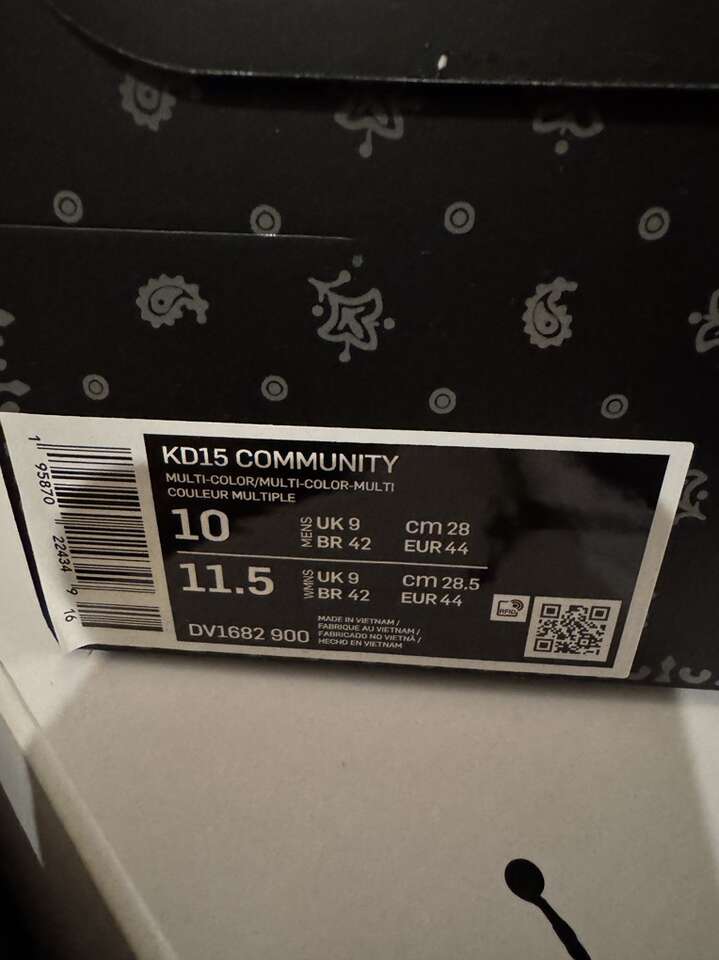 KD15 COMMUNITY
MULTI-COLOR/MULTI-COLOR-MULTI
COULEUR MULTIPLE
10 MENS UK 9 cm 28
BR 42 EUR 44
11.5 WMNS UK 9 cm 28.5
BR 42 EUR 44
DV1682 900
MADE IN VIETNAM /
FABRIQUE AU VIETNAM /
FABRICADO NO VIETNÃ /
HECHO EN VIETNAM
RFID
1 95870 22434 9 16